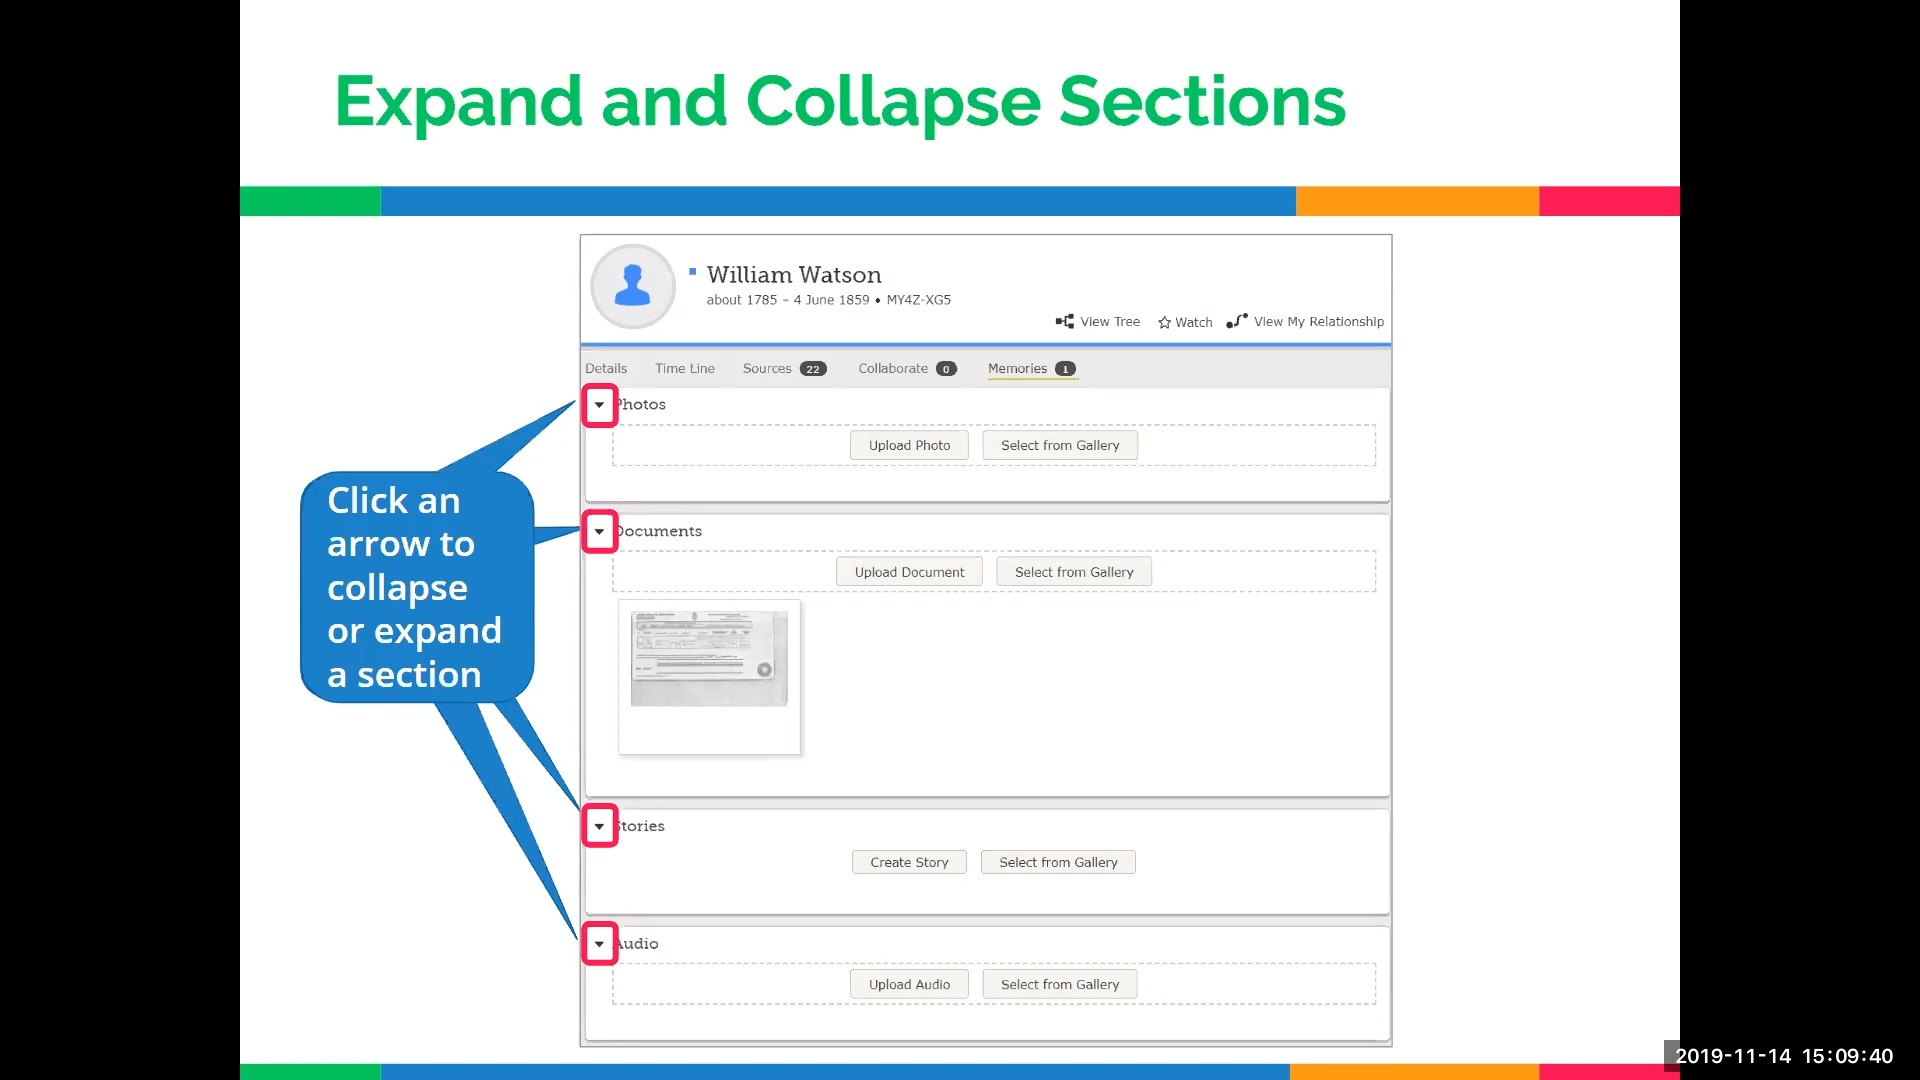 Expand and Collapse Sections
William Watson
about 1785 – 4 June 1859 • MY4Z-XG5
View Tree Watch View My Relationship
Details Time Line Sources 22 Collaborate 0 Memories 1
Photos
Upload Photo Select from Gallery
Click an
arrow to
collapse
or expand
a section
Documents
Upload Document Select from Gallery
Stories
Create Story Select from Gallery
Audio
Upload Audio Select from Gallery
2019-11-14 15:09:40